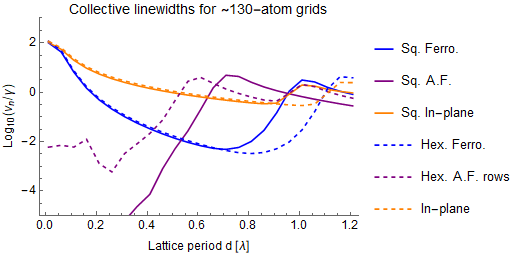 Collective linewidths for ~130-atom grids
Log₁₀(γₙ/γ)
2
0
-2
-4
0.0 0.2 0.4 0.6 0.8 1.0 1.2
Lattice period d [λ]
Sq. Ferro.
Sq. A.F.
Sq. In-plane
Hex. Ferro.
Hex. A.F. rows
In-plane